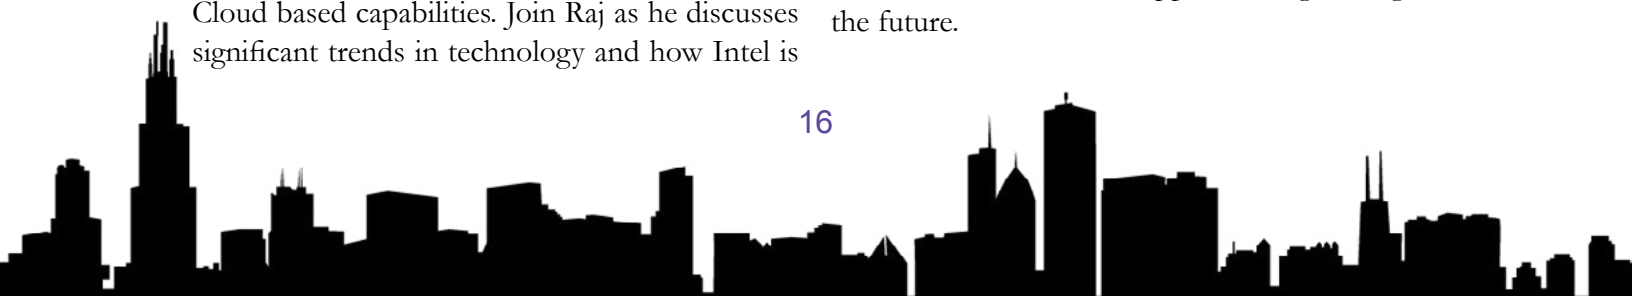 Cloud based capabilities. Join Raj as he discusses
significant trends in technology and how Intel is
the future.
16